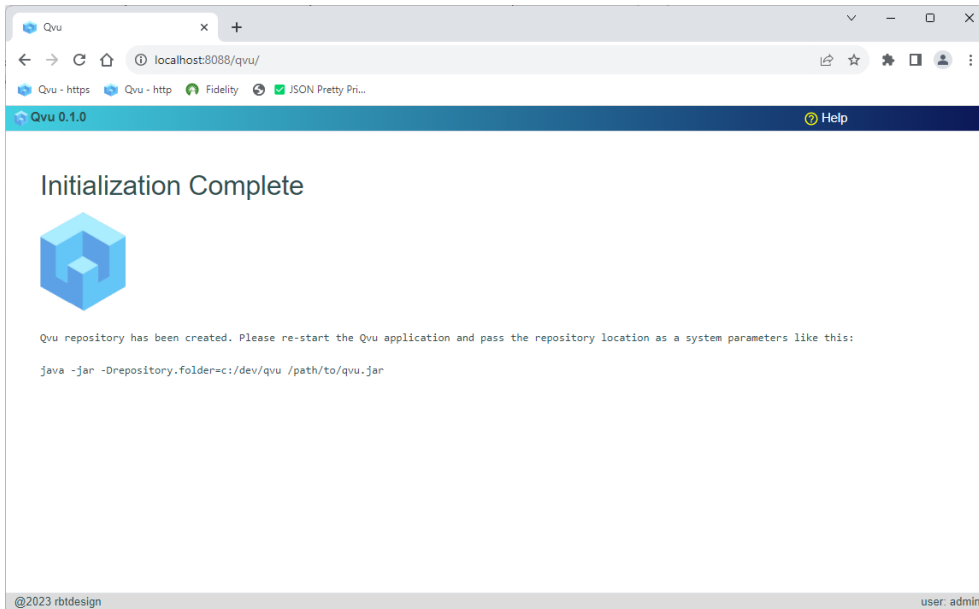 Qvu
localhost:8088/qvu/
Qvu - https Qvu - http Fidelity JSON Pretty Pri...
Qvu 0.1.0 Help
Initialization Complete
Qvu repository has been created. Please re-start the Qvu application and pass the repository location as a system parameters like this:
java -jar -Drepository.folder=c:/dev/qvu /path/to/qvu.jar
@2023 rbtdesign user: admin